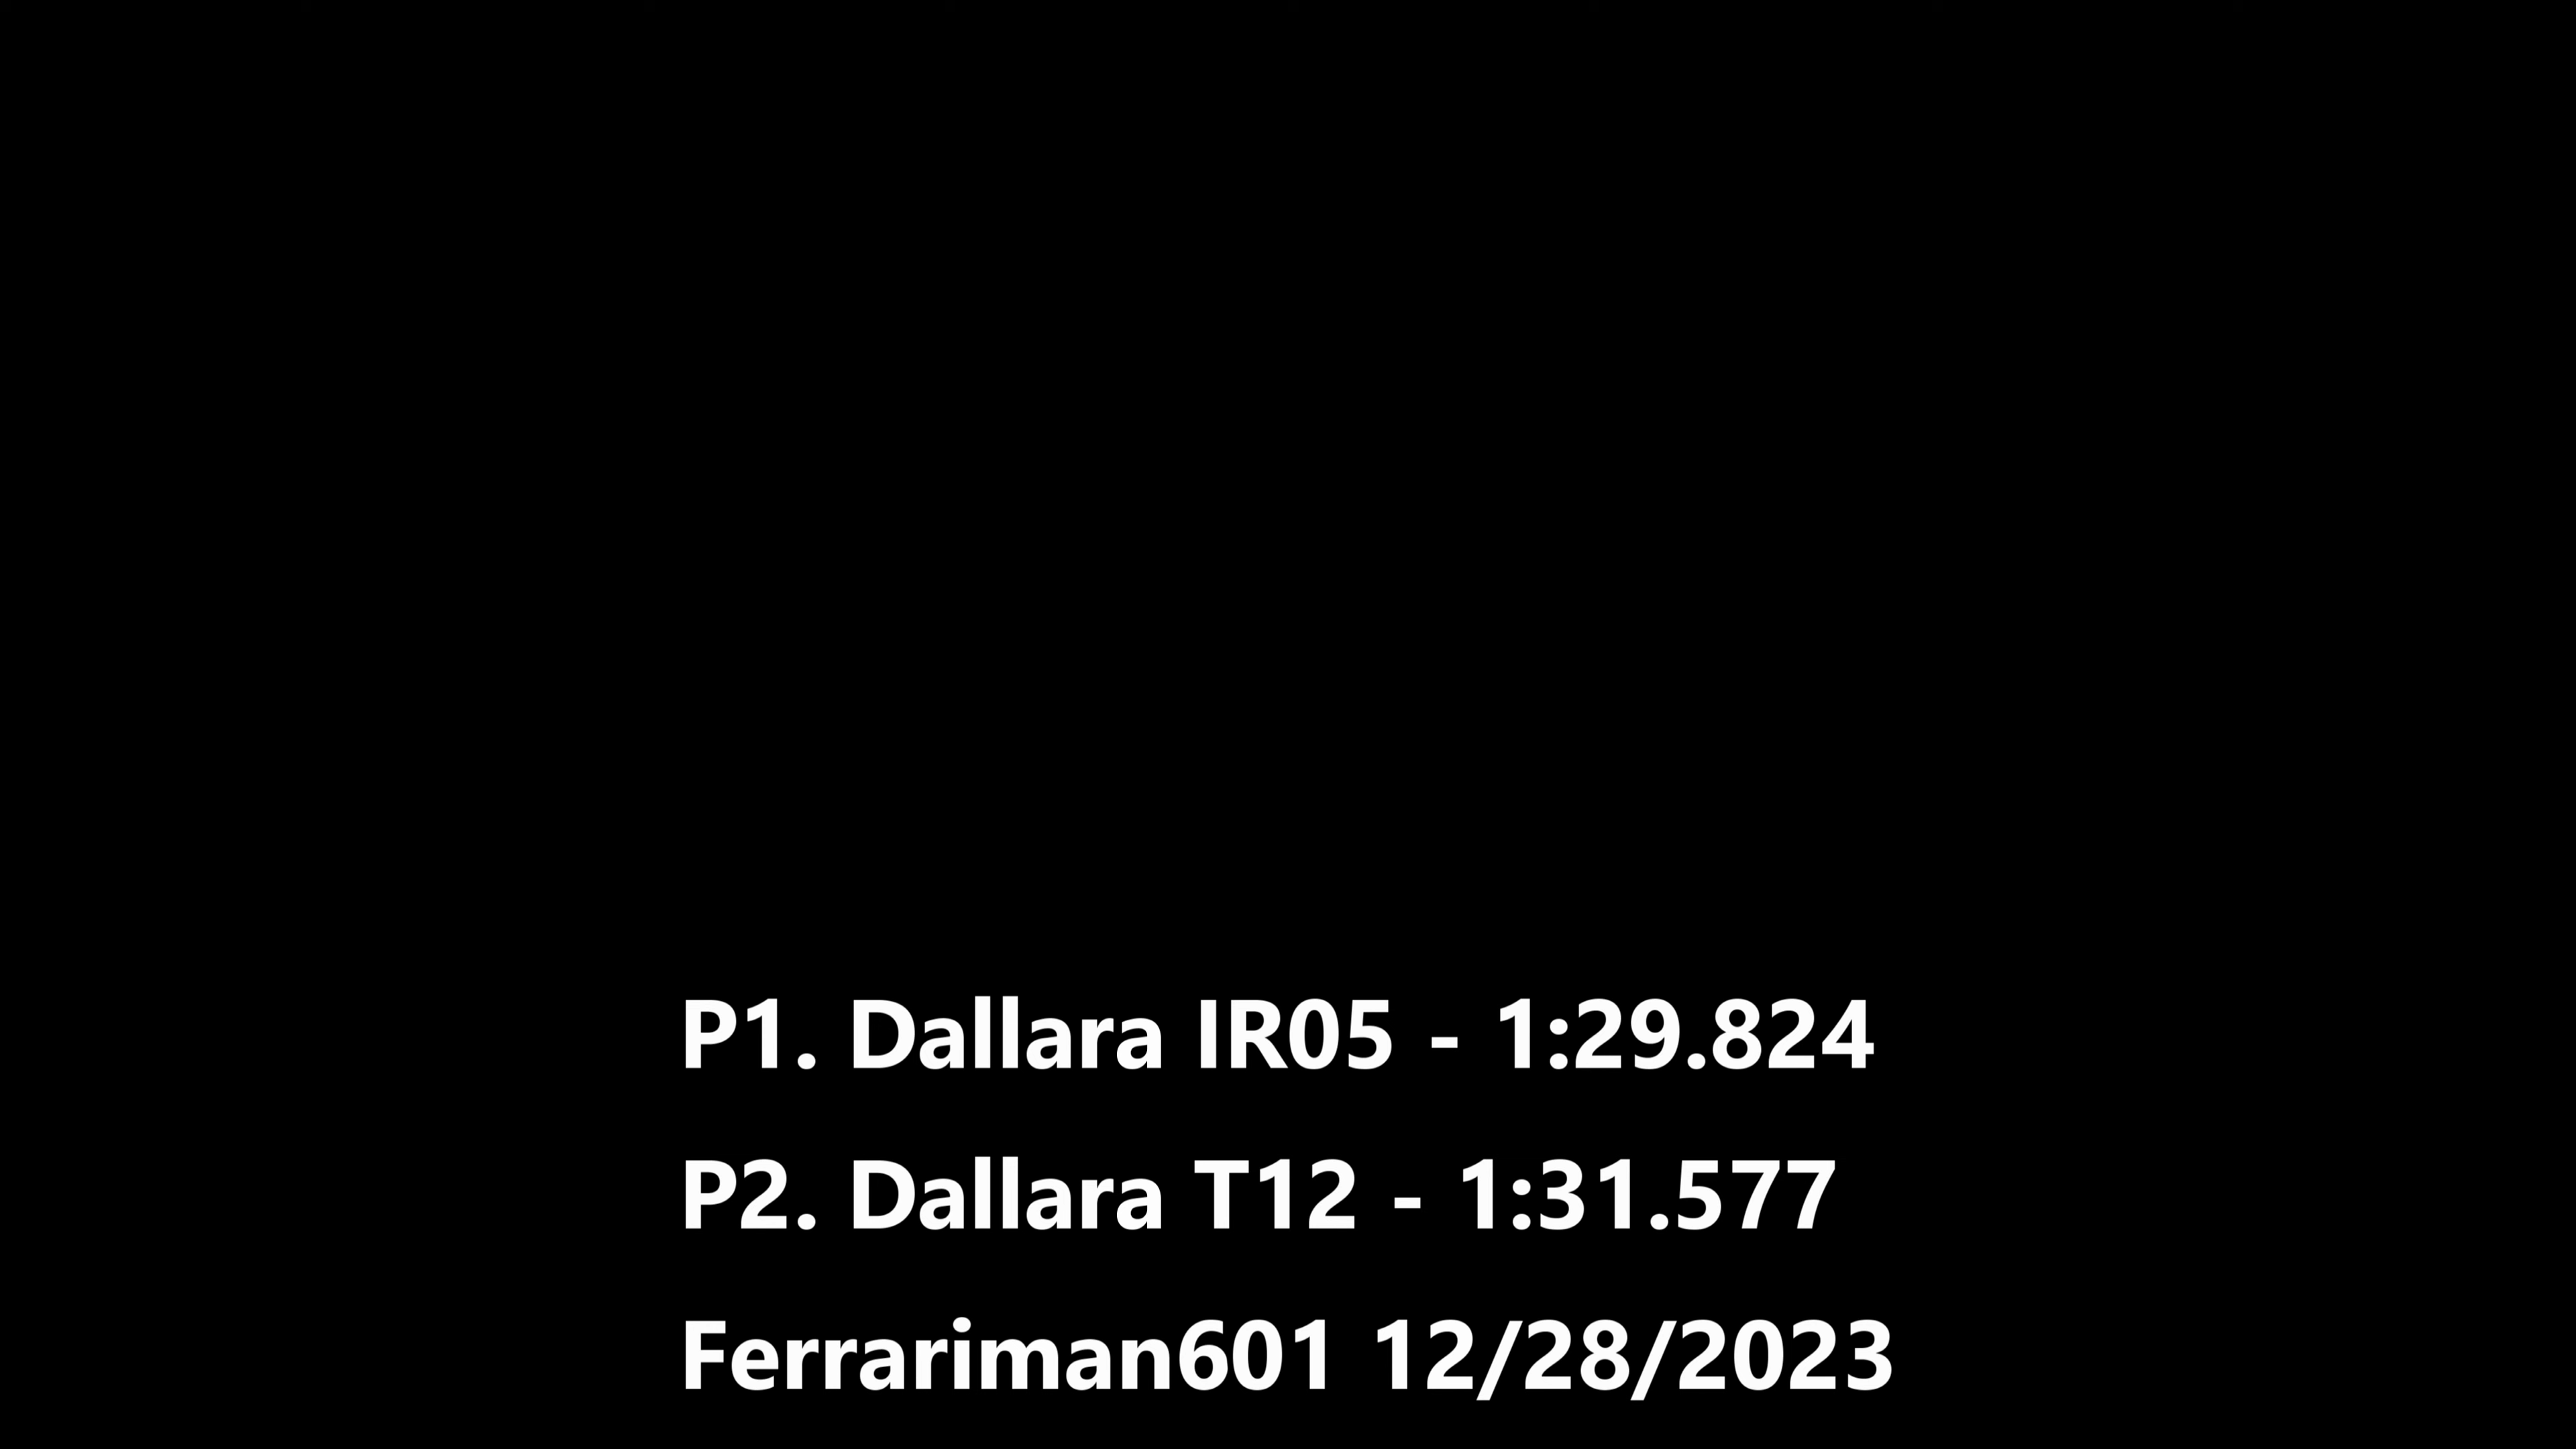 P1. Dallara IR05 - 1:29.824
P2. Dallara T12 - 1:31.577
Ferrariman601 12/28/2023